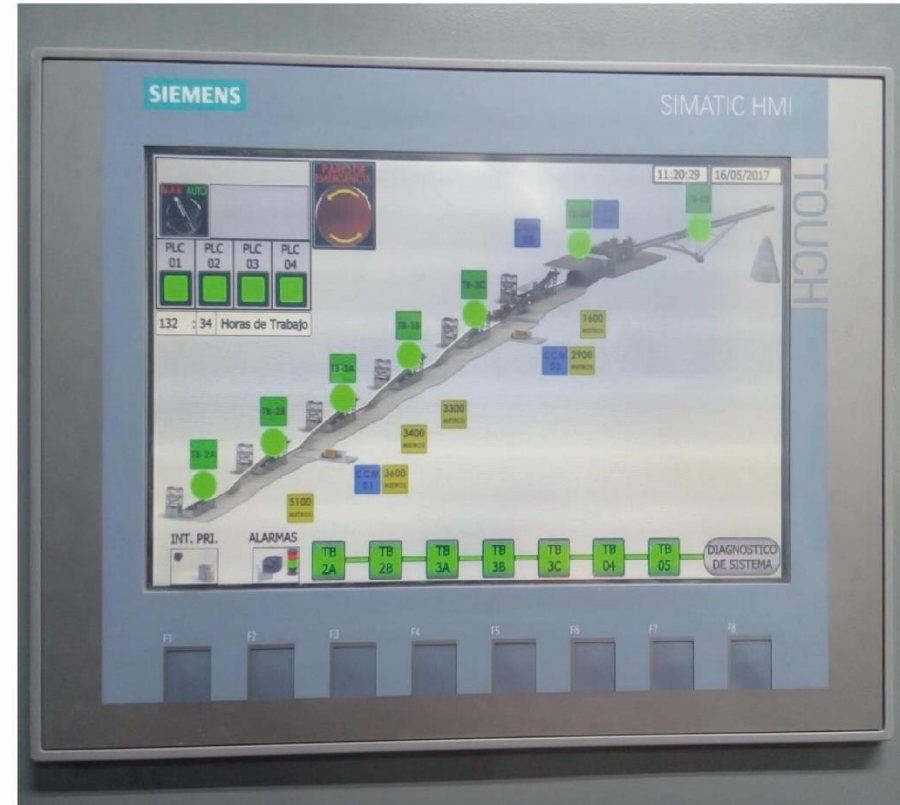 SIEMENS
SIMATIC HMI
TOUCH
PARO DE
EMERGENCIA
11:20:29 16/05/2017
MAN AUTO
PLC 01
PLC 02
PLC 03
PLC 04
132 : 34 Horas de Trabajo
TB-3C
TB-3B
TB-3A
TB-2B
TB-2A
1600
METROS
CCM
02
2900
METROS
3300
METROS
3400
METROS
CCM
01
3600
METROS
5100
METROS
INT. PRI.
ALARMAS
TB 2A
TB 2B
TB 3A
TB 3B
TB 3C
TB 04
TB 05
DIAGNOSTICO
DE SISTEMA
F1 F2 F3 F4 F5 F6 F7 F8